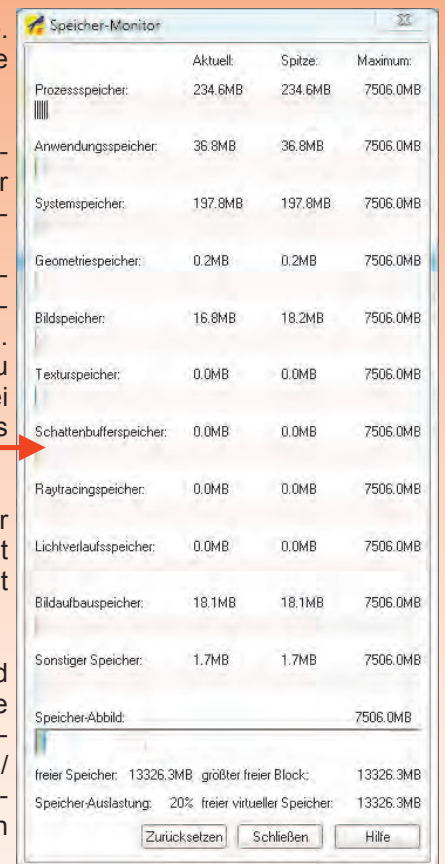 Speicher-Monitor
Aktuell: Spitze: Maximum:
Prozessspeicher: 234.6MB 234.6MB 7506.0MB
Anwendungsspeicher: 36.8MB 36.8MB 7506.0MB
Systemspeicher: 197.8MB 197.8MB 7506.0MB
Geometriespeicher: 0.2MB 0.2MB 7506.0MB
Bildspeicher: 16.8MB 18.2MB 7506.0MB
Texturspeicher: 0.0MB 0.0MB 7506.0MB
Schattenbufferspeicher: 0.0MB 0.0MB 7506.0MB
Raytracingspeicher: 0.0MB 0.0MB 7506.0MB
Lichtverlaufsspeicher: 0.0MB 0.0MB 7506.0MB
Bildaufbauspeicher: 18.1MB 18.1MB 7506.0MB
Sonstiger Speicher: 1.7MB 1.7MB 7506.0MB
Speicher-Abbild: 7506.0MB
freier Speicher: 13326.3MB größter freier Block: 13326.3MB
Speicher-Auslastung: 20% freier virtueller Speicher: 13326.3MB
Zurücksetzen Schließen Hilfe